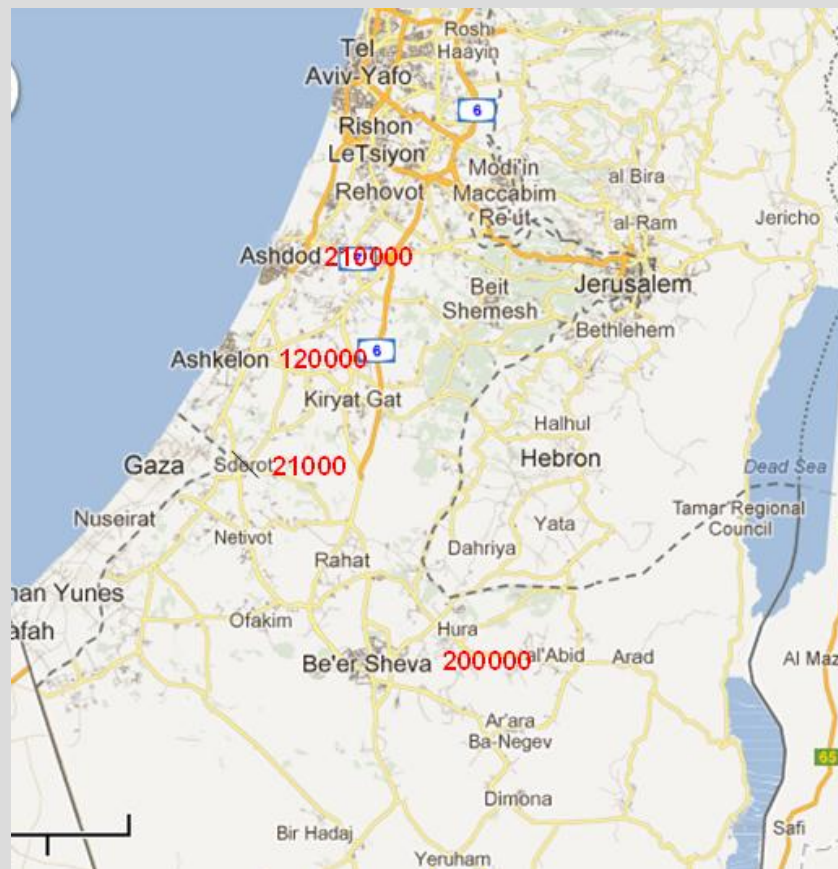 Roshi
Haayin
Tel
Aviv-Yafo
6
Rishon
LeTsiyon
Modi'in
Maccabim
Re'ut
Rehovot
al Bira
al-Ram
Jericho
Ashdod 210000
Beit
Shemesh
Jerusalem
Bethlehem
Ashkelon 120000
6
Kiryat Gat
Halhul
Gaza
Sderot 21000
Hebron
Dead Sea
Nuseirat
Netivot
Yata
Tamar Regional
Council
Dahriya
Rahat
han Yunes
afah
Ofakim
Hura
Be'er Sheva 200000
al'Abid
Arad
Al Maz
Ar'ara
Ba-Negev
65
Dimona
Bir Hadaj
Safi
Yeruham